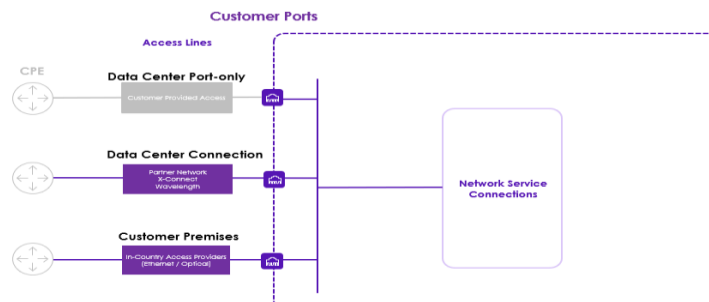 Customer Ports
Access Lines
CPE
Data Center Port-only
Customer Provided Access
Data Center Connection
Partner Network
X-Connect
Wavelength
Network Service
Connections
Customer Premises
In-Country Access Providers
(Ethernet / Optical)